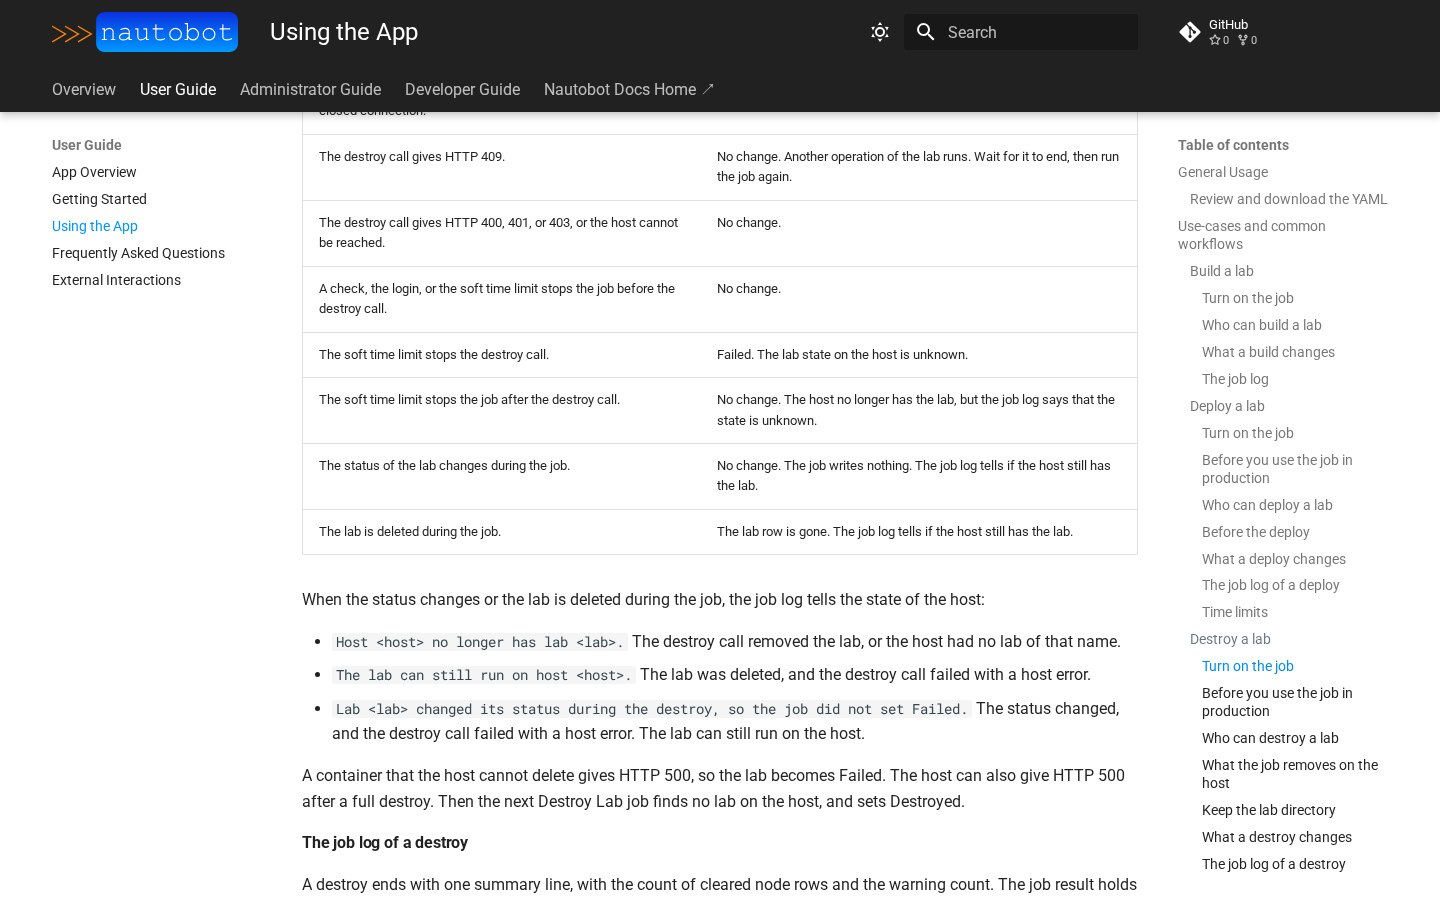 >>> nautobot
Using the App
Search
GitHub
0 0
Overview
User Guide
Administrator Guide
Developer Guide
Nautobot Docs Home ↗
User Guide
App Overview
Getting Started
Using the App
Frequently Asked Questions
External Interactions
closed connection.
The destroy call gives HTTP 409.
No change. Another operation of the lab runs. Wait for it to end, then run
the job again.
The destroy call gives HTTP 400, 401, or 403, or the host cannot
be reached.
No change.
A check, the login, or the soft time limit stops the job before the
destroy call.
No change.
The soft time limit stops the destroy call.
Failed. The lab state on the host is unknown.
The soft time limit stops the job after the destroy call.
No change. The host no longer has the lab, but the job log says that the
state is unknown.
The status of the lab changes during the job.
No change. The job writes nothing. The job log tells if the host still has
the lab.
The lab is deleted during the job.
The lab row is gone. The job log tells if the host still has the lab.
When the status changes or the lab is deleted during the job, the job log tells the state of the host:
Host <host> no longer has lab <lab>. The destroy call removed the lab, or the host had no lab of that name.
The lab can still run on host <host>. The lab was deleted, and the destroy call failed with a host error.
Lab <lab> changed its status during the destroy, so the job did not set Failed. The status changed,
and the destroy call failed with a host error. The lab can still run on the host.
A container that the host cannot delete gives HTTP 500, so the lab becomes Failed. The host can also give HTTP 500
after a full destroy. Then the next Destroy Lab job finds no lab on the host, and sets Destroyed.
The job log of a destroy
A destroy ends with one summary line, with the count of cleared node rows and the warning count. The job result holds
Table of contents
General Usage
Review and download the YAML
Use-cases and common
workflows
Build a lab
Turn on the job
Who can build a lab
What a build changes
The job log
Deploy a lab
Turn on the job
Before you use the job in
production
Who can deploy a lab
Before the deploy
What a deploy changes
The job log of a deploy
Time limits
Destroy a lab
Turn on the job
Before you use the job in
production
Who can destroy a lab
What the job removes on the
host
Keep the lab directory
What a destroy changes
The job log of a destroy